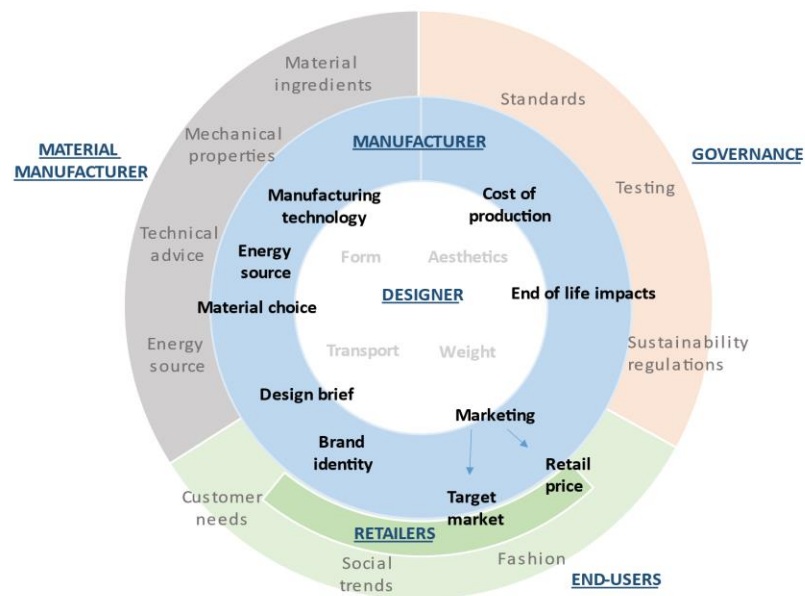 Material
ingredients
Standards
Mechanical
properties
MANUFACTURER
MATERIAL
MANUFACTURER
GOVERNANCE
Testing
Manufacturing
technology
Cost of
production
Technical
advice
Energy
source
Form
Aesthetics
DESIGNER
End of life impacts
Material choice
Energy
source
Transport
Weight
Sustainability
regulations
Design brief
Marketing
Brand
identity
Retail
price
Customer
needs
Target
market
RETAILERS
Social
trends
Fashion
END-USERS